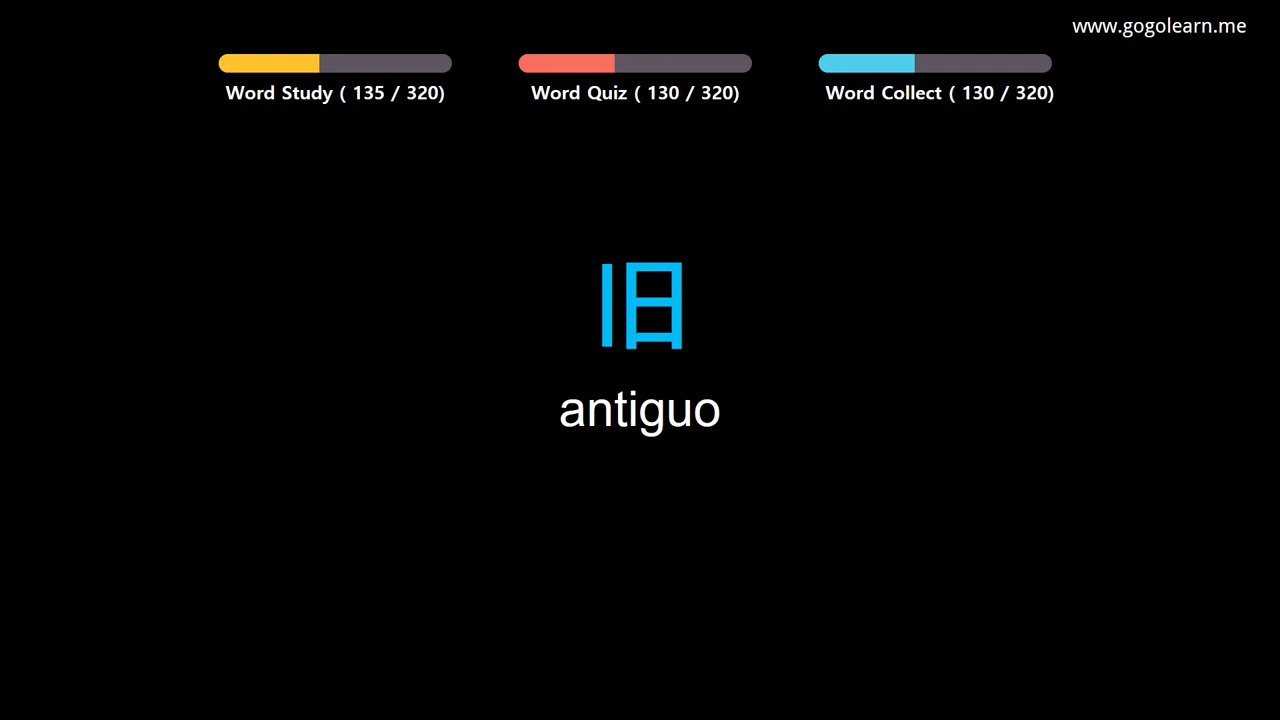 www.gogolearn.me
Word Study ( 135 / 320)
Word Quiz ( 130 / 320)
Word Collect ( 130 / 320)
旧
antiguo